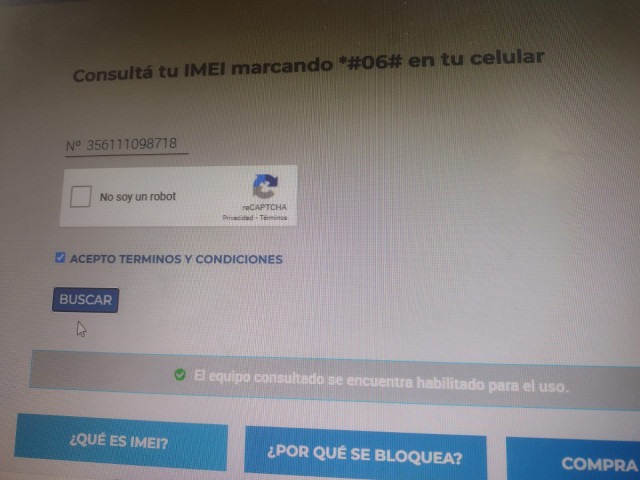 Consultá tu IMEI marcando *#06# en tu celular
Nº 356111098718
No soy un robot
reCAPTCHA
Privacidad - Términos
ACEPTO TERMINOS Y CONDICIONES
BUSCAR
El equipo consultado se encuentra habilitado para el uso.
¿QUÉ ES IMEI?
¿POR QUÉ SE BLOQUEA?
COMPRA